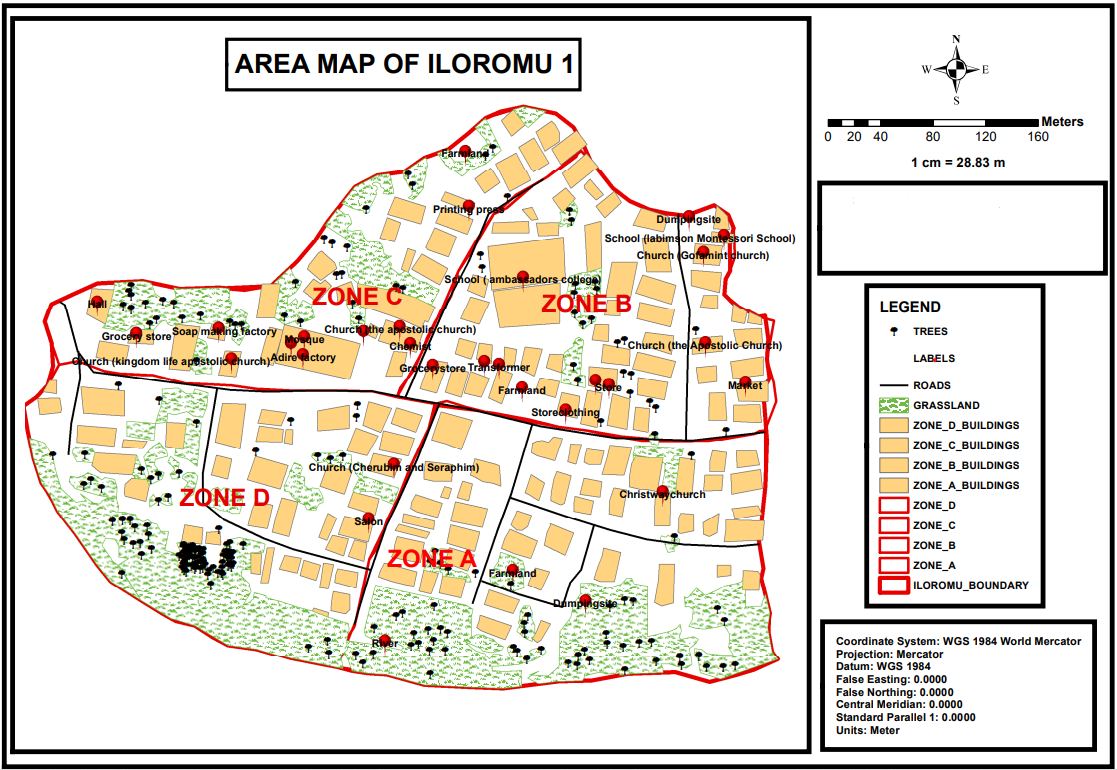 AREA MAP OF ILOROMU 1
N
W
E
S
Meters
0 20 40 80 120 160
1 cm = 28.83 m
Farmland
Printing press
Dumpingsite
School (labimson Montessori School)
Church (Gofamint church)
School ( ambassadors college)
ZONE C
ZONE B
Hall
Grocery store
Soap making factory
Church (the apostolic church)
Mosque
Chemist
Church (the Apostolic Church)
Church (kingdom life apostolic church)
Adire factory
Grocerystore
Transformer
Farmland
Store
Market
Storeclothing
Church (Cherubim and Seraphim)
ZONE D
Christwaychurch
Salon
ZONE A
Farmland
Dumpingsite
River
LEGEND
TREES
LABELS
ROADS
GRASSLAND
ZONE_D_BUILDINGS
ZONE_C_BUILDINGS
ZONE_B_BUILDINGS
ZONE_A_BUILDINGS
ZONE_D
ZONE_C
ZONE_B
ZONE_A
ILOROMU_BOUNDARY
Coordinate System: WGS 1984 World Mercator
Projection: Mercator
Datum: WGS 1984
False Easting: 0.0000
False Northing: 0.0000
Central Meridian: 0.0000
Standard Parallel 1: 0.0000
Units: Meter